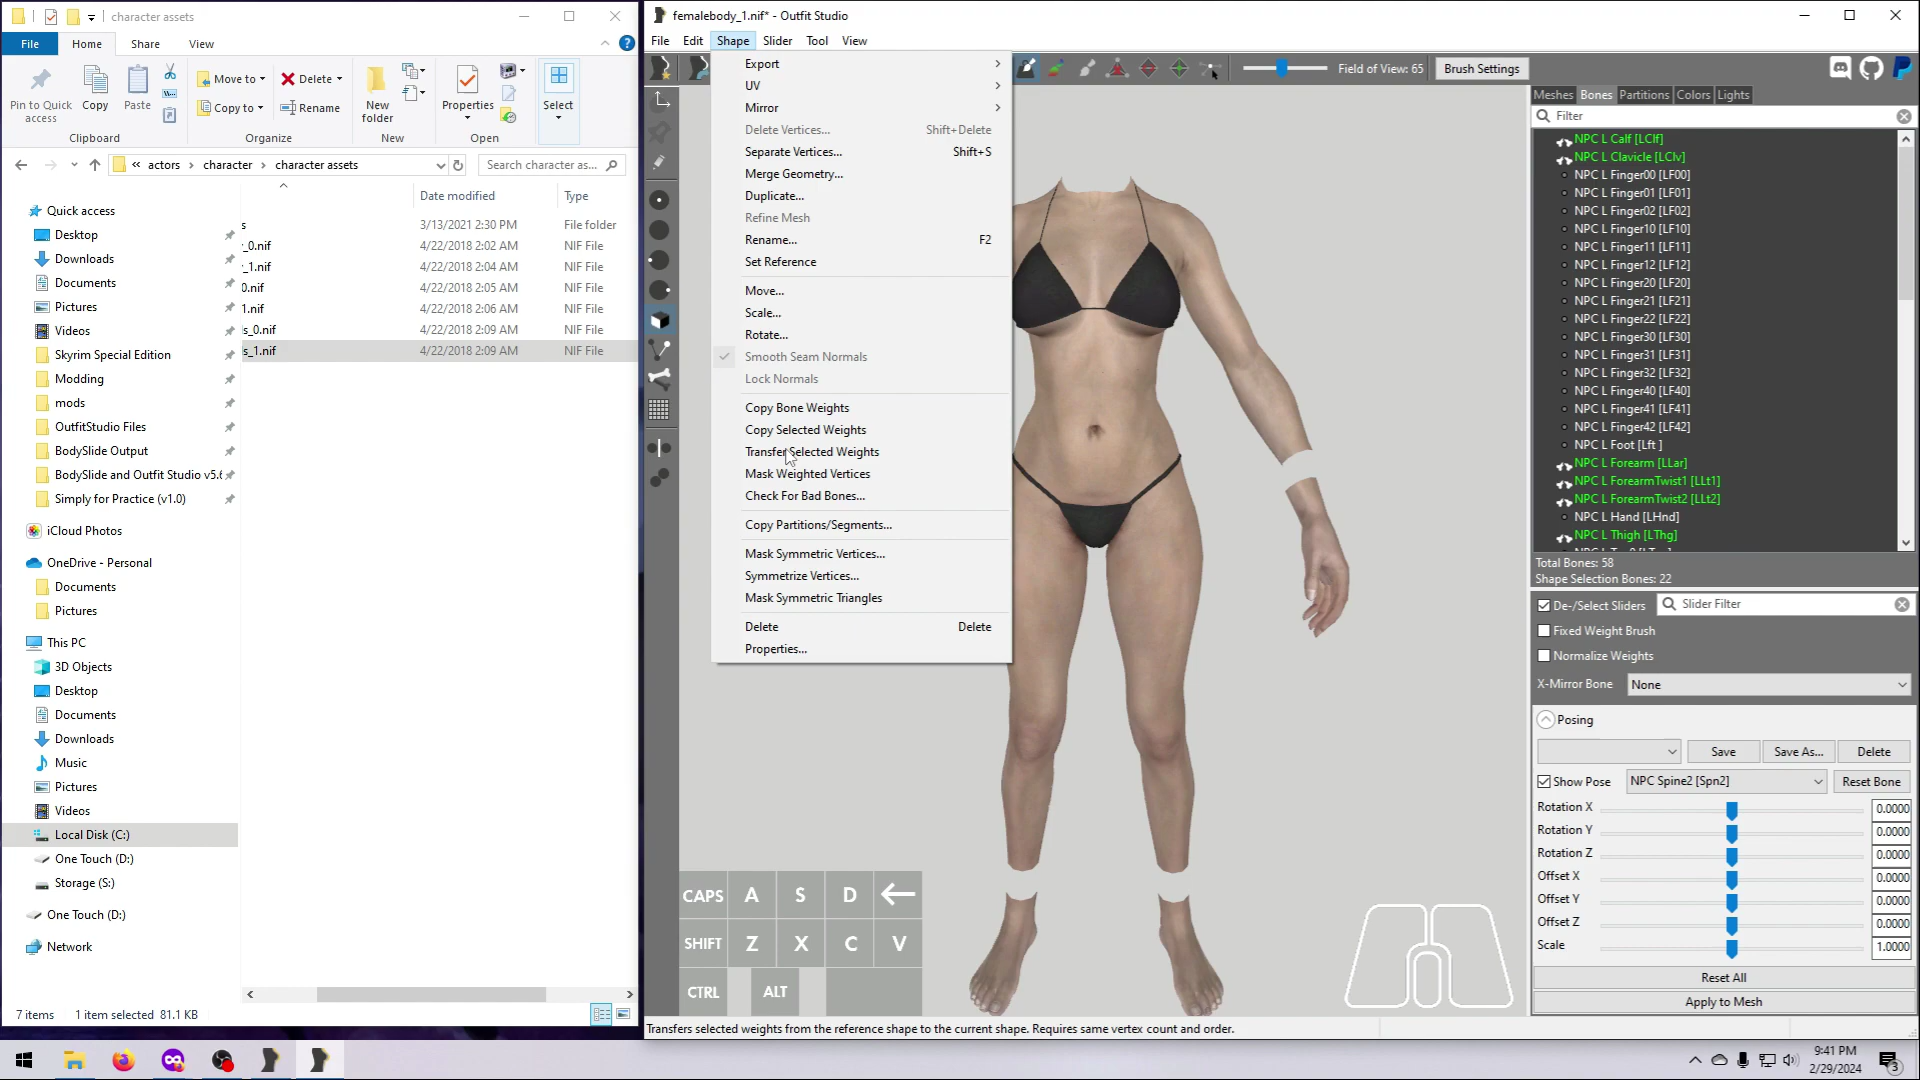 character assets
File
Home
Share
View
Pin to Quick access
Copy
Paste
Move to
Copy to
Delete
Rename
New folder
Properties
Select
Clipboard
Organize
New
Open
« actors > character > character assets
Search character as...
Date modified
Type
s 3/13/2021 2:30 PM File folder
_0.nif 4/22/2018 2:02 AM NIF File
_1.nif 4/22/2018 2:04 AM NIF File
0.nif 4/22/2018 2:05 AM NIF File
1.nif 4/22/2018 2:06 AM NIF File
ls_0.nif 4/22/2018 2:09 AM NIF File
ls_1.nif 4/22/2018 2:09 AM NIF File
Quick access
Desktop
Downloads
Documents
Pictures
Videos
Skyrim Special Edition
Modding
mods
OutfitStudio Files
BodySlide Output
BodySlide and Outfit Studio v5.6
Simply for Practice (v1.0)
iCloud Photos
OneDrive - Personal
Documents
Pictures
This PC
3D Objects
Desktop
Documents
Downloads
Music
Pictures
Videos
Local Disk (C:)
One Touch (D:)
Storage (S:)
One Touch (D:)
Network
7 items 1 item selected 81.1 KB
femalebody_1.nif* - Outfit Studio
File Edit Shape Slider Tool View
Field of View: 65
Brush Settings
Export
UV
Mirror
Delete Vertices... Shift+Delete
Separate Vertices... Shift+S
Merge Geometry...
Duplicate...
Refine Mesh
Rename... F2
Set Reference
Move...
Scale...
Rotate...
Smooth Seam Normals
Lock Normals
Copy Bone Weights
Copy Selected Weights
Transfer Selected Weights
Mask Weighted Vertices
Check For Bad Bones...
Copy Partitions/Segments...
Mask Symmetric Vertices...
Symmetrize Vertices...
Mask Symmetric Triangles
Delete Delete
Properties...
CAPS A S D ←
SHIFT Z X C V
CTRL ALT
Transfers selected weights from the reference shape to the current shape. Requires same vertex count and order.
Meshes Bones Partitions Colors Lights
Filter
NPC L Calf [LClf]
NPC L Clavicle [LClv]
NPC L Finger00 [LF00]
NPC L Finger01 [LF01]
NPC L Finger02 [LF02]
NPC L Finger10 [LF10]
NPC L Finger11 [LF11]
NPC L Finger12 [LF12]
NPC L Finger20 [LF20]
NPC L Finger21 [LF21]
NPC L Finger22 [LF22]
NPC L Finger30 [LF30]
NPC L Finger31 [LF31]
NPC L Finger32 [LF32]
NPC L Finger40 [LF40]
NPC L Finger41 [LF41]
NPC L Finger42 [LF42]
NPC L Foot [Lft ]
NPC L Forearm [LLar]
NPC L ForearmTwist1 [LLt1]
NPC L ForearmTwist2 [LLt2]
NPC L Hand [LHnd]
NPC L Thigh [LThg]
Total Bones: 58
Shape Selection Bones: 22
De-/Select Sliders
Slider Filter
Fixed Weight Brush
Normalize Weights
X-Mirror Bone None
Posing
Save Save As... Delete
Show Pose NPC Spine2 [Spn2] Reset Bone
Rotation X 0.0000
Rotation Y 0.0000
Rotation Z 0.0000
Offset X 0.0000
Offset Y 0.0000
Offset Z 0.0000
Scale 1.0000
Reset All
Apply to Mesh
9:41 PM
2/29/2024
3